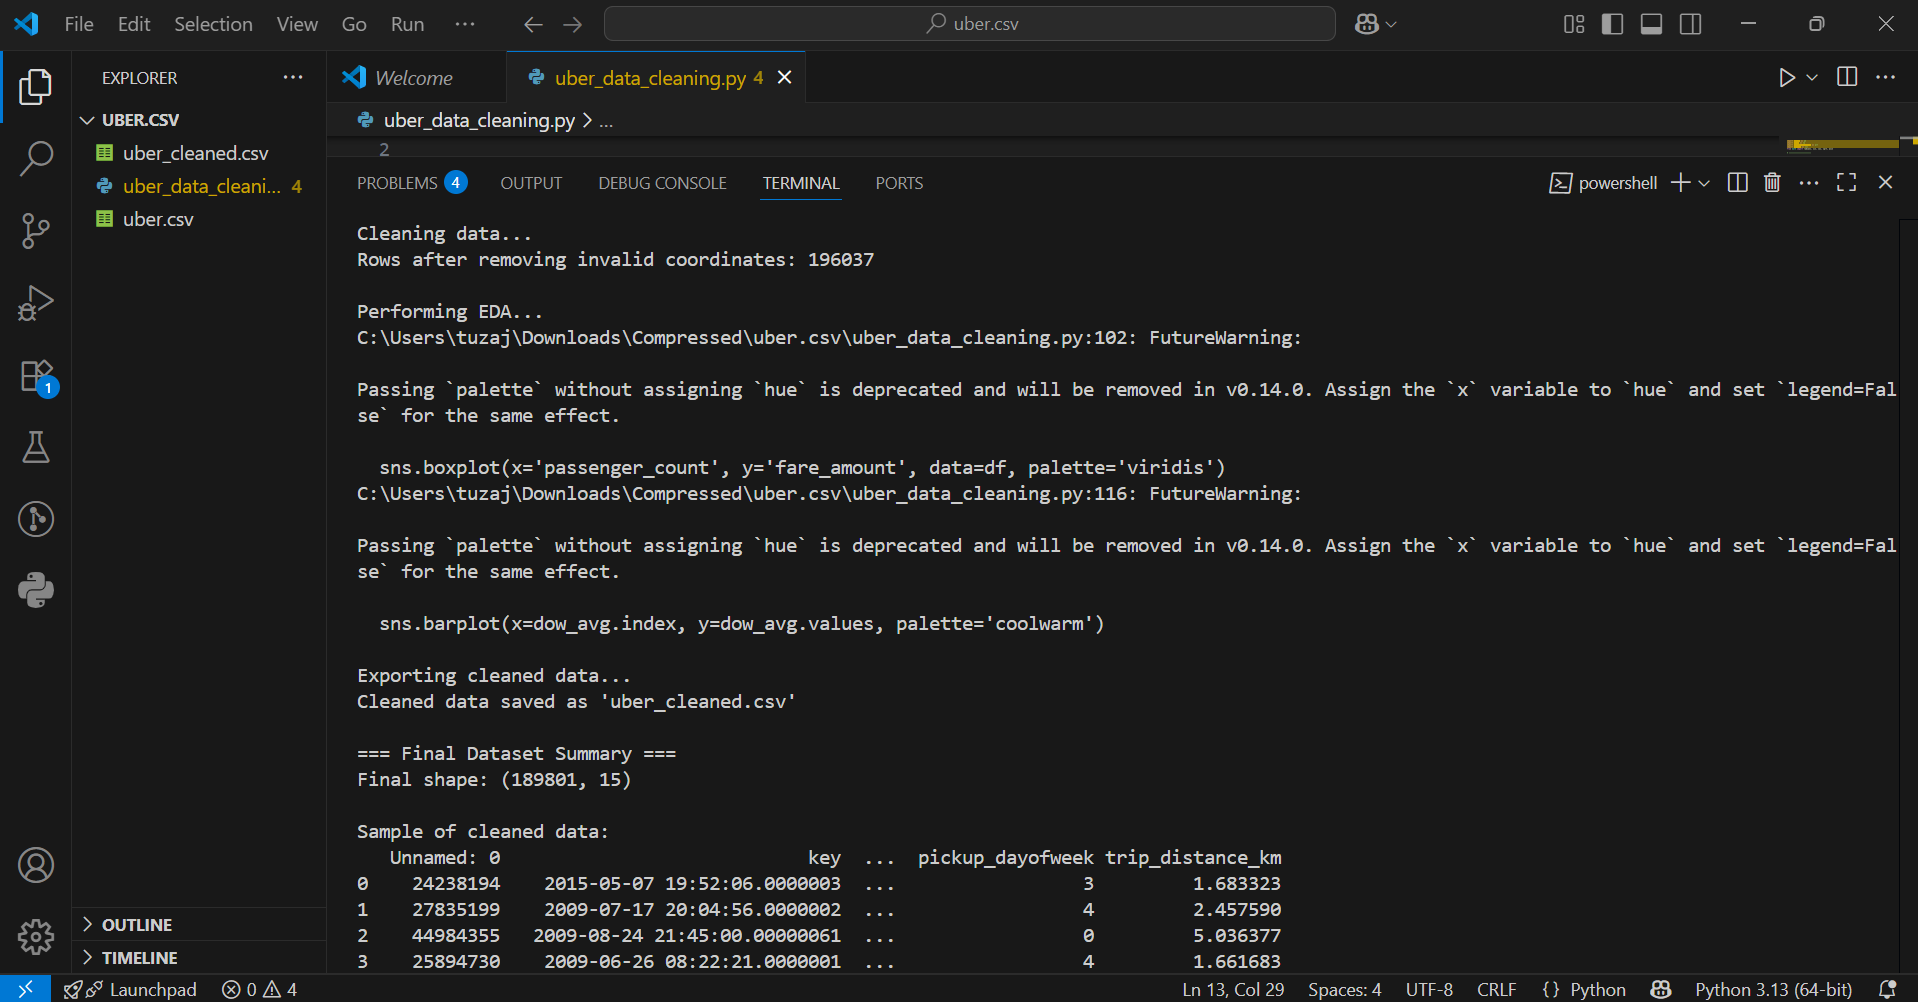 File Edit Selection View Go Run ...
uber.csv
EXPLORER ...
UBER.CSV
uber_cleaned.csv
uber_data_cleani... 4
uber.csv
OUTLINE
TIMELINE
1
Welcome
uber_data_cleaning.py 4
uber_data_cleaning.py > ...
2
PROBLEMS 4 OUTPUT DEBUG CONSOLE TERMINAL PORTS
powershell
Cleaning data...
Rows after removing invalid coordinates: 196037
Performing EDA...
C:\Users\tuzaj\Downloads\Compressed\uber.csv\uber_data_cleaning.py:102: FutureWarning:
Passing `palette` without assigning `hue` is deprecated and will be removed in v0.14.0. Assign the `x` variable to `hue` and set `legend=Fal
se` for the same effect.
sns.boxplot(x='passenger_count', y='fare_amount', data=df, palette='viridis')
C:\Users\tuzaj\Downloads\Compressed\uber.csv\uber_data_cleaning.py:116: FutureWarning:
Passing `palette` without assigning `hue` is deprecated and will be removed in v0.14.0. Assign the `x` variable to `hue` and set `legend=Fal
se` for the same effect.
sns.barplot(x=dow_avg.index, y=dow_avg.values, palette='coolwarm')
Exporting cleaned data...
Cleaned data saved as 'uber_cleaned.csv'
=== Final Dataset Summary ===
Final shape: (189801, 15)
Sample of cleaned data:
Unnamed: 0 key ... pickup_dayofweek trip_distance_km
0 24238194 2015-05-07 19:52:06.0000003 ... 3 1.683323
1 27835199 2009-07-17 20:04:56.0000002 ... 4 2.457590
2 44984355 2009-08-24 21:45:00.00000061 ... 0 5.036377
3 25894730 2009-06-26 08:22:21.0000001 ... 4 1.661683
Launchpad 0 4 Ln 13, Col 29 Spaces: 4 UTF-8 CRLF {} Python Python 3.13 (64-bit)